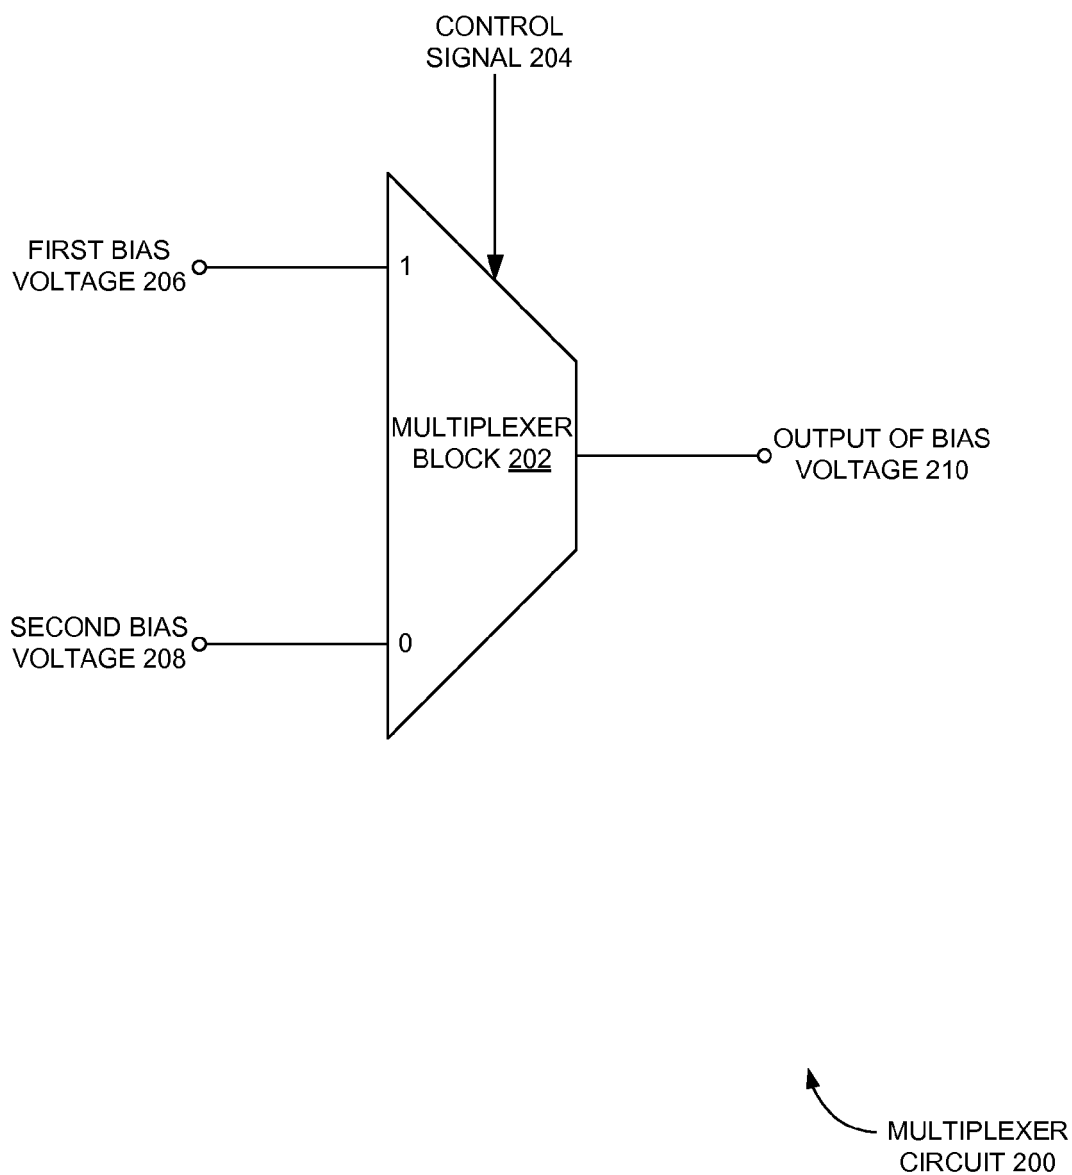 CONTROL
SIGNAL 204
FIRST BIAS
VOLTAGE 206
1
MULTIPLEXER
BLOCK 202
OUTPUT OF BIAS
VOLTAGE 210
SECOND BIAS
VOLTAGE 208
0
MULTIPLEXER
CIRCUIT 200